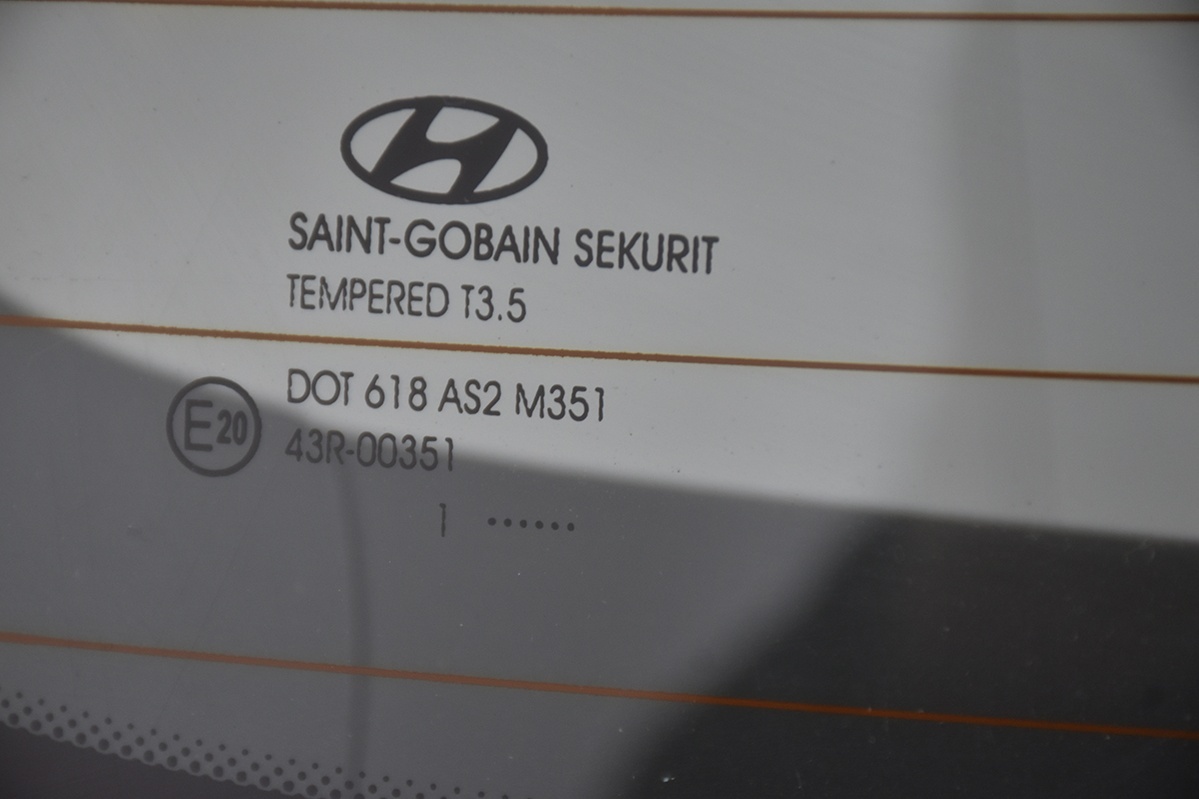 SAINT-GOBAIN SEKURIT
TEMPERED T3.5
DOT 618 AS2 M351
E20
43R-00351
1 ······